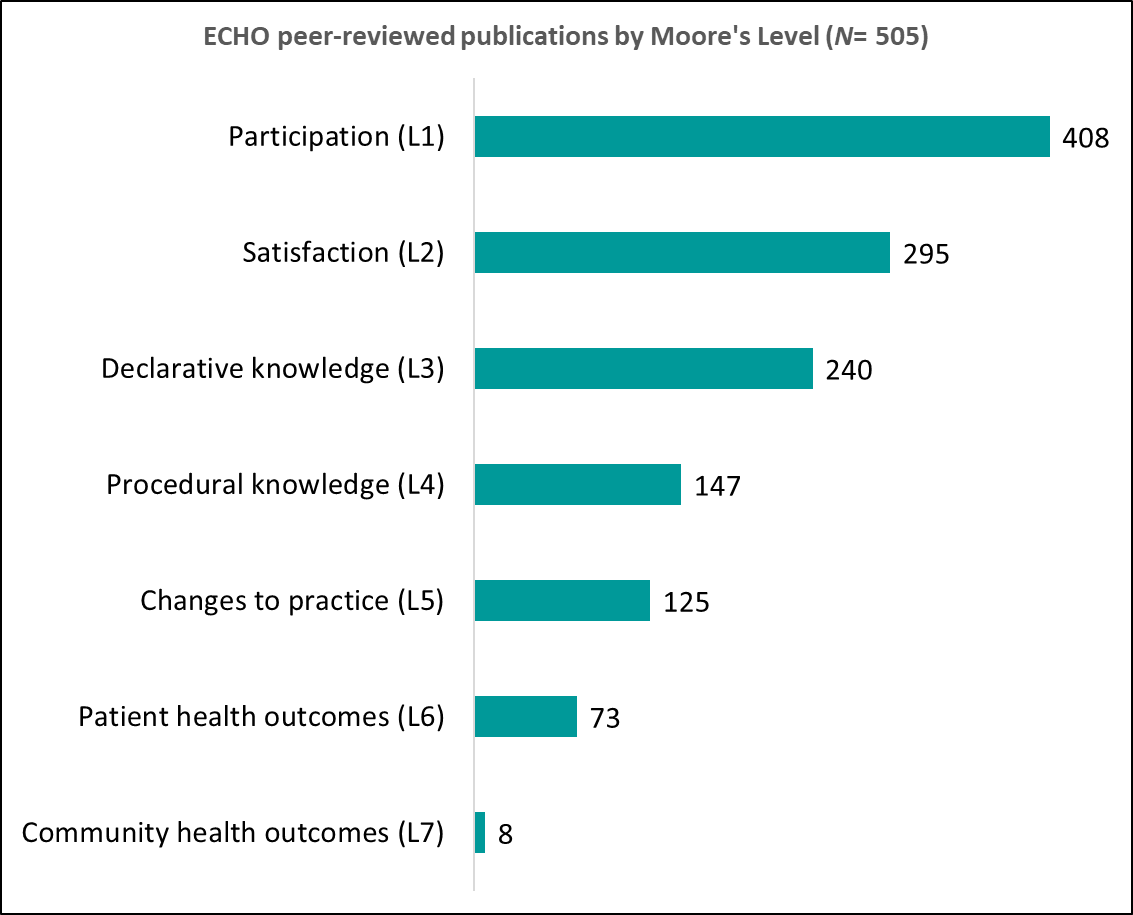 ECHO peer-reviewed publications by Moore's Level (N= 505)
Participation (L1) 408
Satisfaction (L2) 295
Declarative knowledge (L3) 240
Procedural knowledge (L4) 147
Changes to practice (L5) 125
Patient health outcomes (L6) 73
Community health outcomes (L7) 8